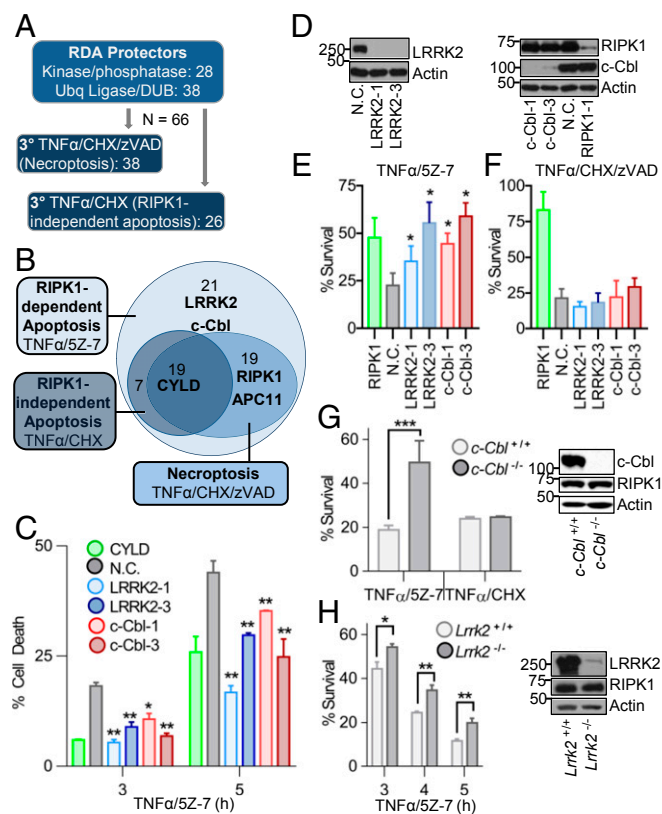 A
RDA Protectors
Kinase/phosphatase: 28
Ubq Ligase/DUB: 38
N = 66
3° TNFα/CHX/zVAD
(Necroptosis): 38
3° TNFα/CHX (RIPK1-
independent apoptosis): 26
B
RIPK1-
dependent
Apoptosis
TNFα/5Z-7
RIPK1-
independent
Apoptosis
TNFα/CHX
21
LRRK2
c-Cbl
7
19
CYLD
19
RIPK1
APC11
Necroptosis
TNFα/CHX/zVAD
C
% Cell Death
50
25
0
CYLD
N.C.
LRRK2-1
LRRK2-3
c-Cbl-1
c-Cbl-3
** ** * **
** ** ** **
3 5
TNFα/5Z-7 (h)
D
250
50
LRRK2
Actin
N.C.
LRRK2-1
LRRK2-3
75
100
50
RIPK1
c-Cbl
Actin
c-Cbl-1
c-Cbl-3
N.C.
RIPK1-1
E
TNFα/5Z-7
% Survival
75
50
25
0
* * * *
RIPK1
N.C.
LRRK2-1
LRRK2-3
c-Cbl-1
c-Cbl-3
F
TNFα/CHX/zVAD
% Survival
100
75
50
25
0
RIPK1
N.C.
LRRK2-1
LRRK2-3
c-Cbl-1
c-Cbl-3
G
% Survival
60
40
20
0
***
c-Cbl +/+
c-Cbl -/-
TNFα/5Z-7 TNFα/CHX
100
75
50
c-Cbl
RIPK1
Actin
c-Cbl +/+
c-Cbl -/-
H
% Survival
60
40
20
0
* ** **
Lrrk2 +/+
Lrrk2 -/-
3 4 5
TNFα/5Z-7 (h)
250
75
50
LRRK2
RIPK1
Actin
Lrrk2 +/+
Lrrk2 -/-